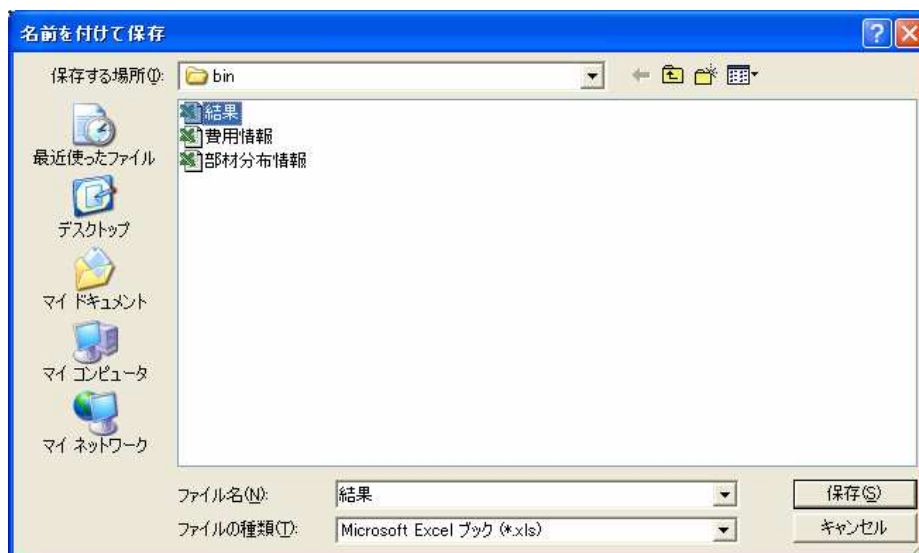 名前を付けて保存
保存する場所(I):
bin
最近使ったファイル
デスクトップ
マイ ドキュメント
マイ コンピュータ
マイ ネットワーク
結果
費用情報
部材分布情報
ファイル名(N):
結果
保存(S)
ファイルの種類(T):
Microsoft Excel ブック (*.xls)
キャンセル